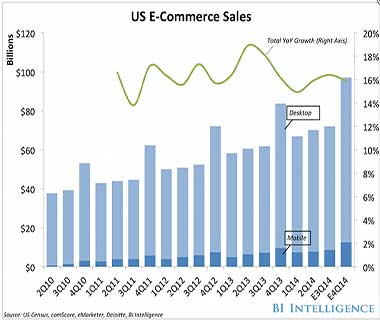 US E-Commerce Sales
Billions
$120
$100
$80
$60
$40
$20
$0
20%
18%
16%
14%
12%
10%
8%
6%
4%
2%
0%
Total YoY Growth (Right Axis)
Desktop
Mobile
2Q10
3Q10
4Q10
1Q11
2Q11
3Q11
4Q11
1Q12
2Q12
3Q12
4Q12
1Q13
2Q13
3Q13
4Q13
1Q14
2Q14
E3Q14
E4Q14
Source: US Census, comScore, eMarketer, Deloitte, BI Intelligence
BI INTELLIGENCE